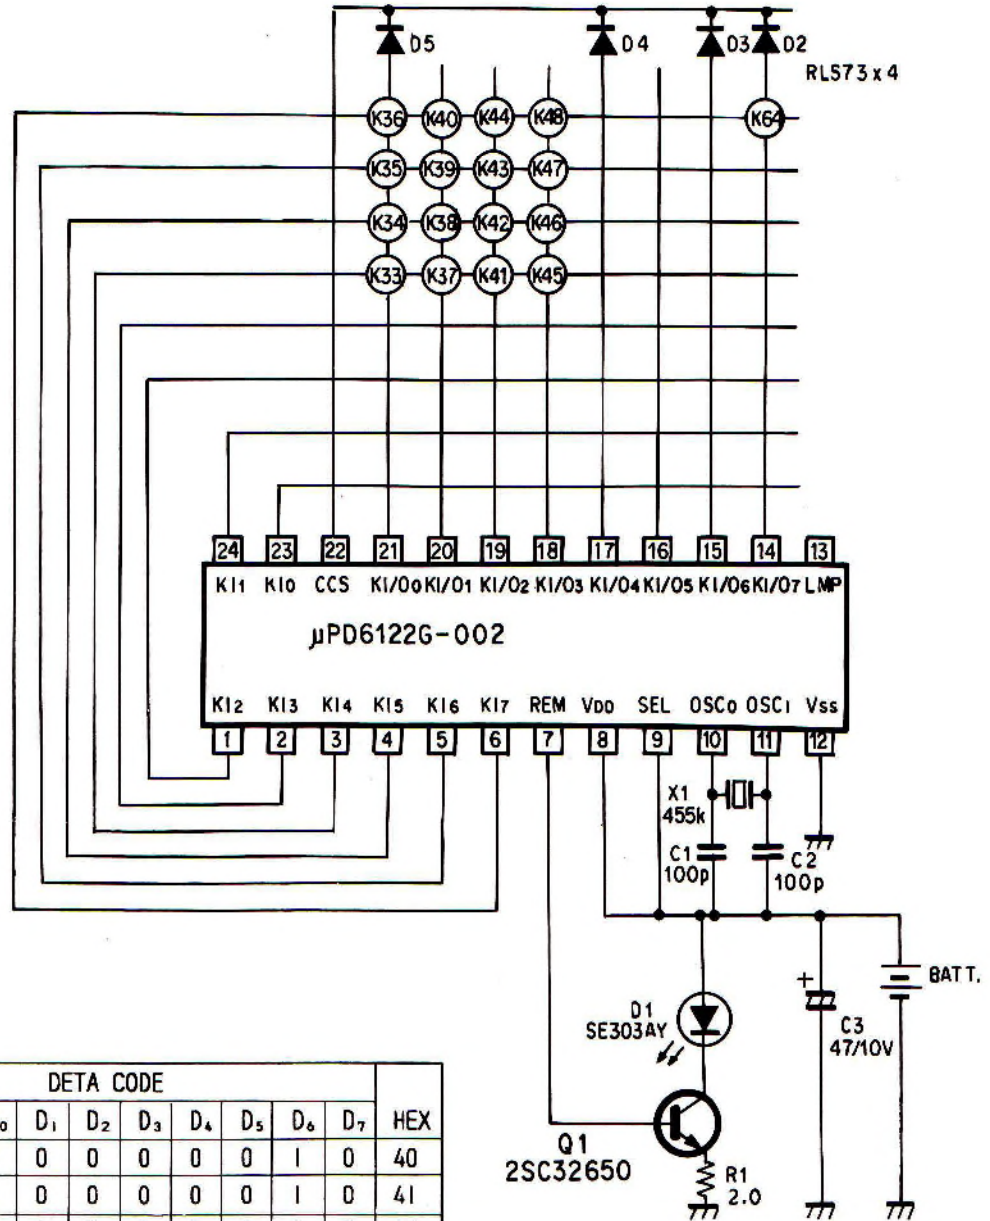 D5
D4
D3
D2
RLS73 x 4
K36 K40 K44 K48 K64
K35 K39 K43 K47
K34 K38 K42 K46
K33 K37 K41 K45
24 23 22 21 20 19 18 17 16 15 14 13
KI1 KI0 CCS KI/O0 KI/O1 KI/O2 KI/O3 KI/O4 KI/O5 KI/O6 KI/O7 LMP
µPD6122G-002
KI2 KI3 KI4 KI5 KI6 KI7 REM VDD SEL OSC0 OSC1 Vss
1 2 3 4 5 6 7 8 9 10 11 12
X1
455k
C1
100p
C2
100p
+
BATT.
D1
SE303AY
C3
47/10V
Q1
2SC32650
R1
2.0
DETA CODE
D1 D2 D3 D4 D5 D6 D7 HEX
0 0 0 0 0 1 0 40
0 0 0 0 0 1 0 41